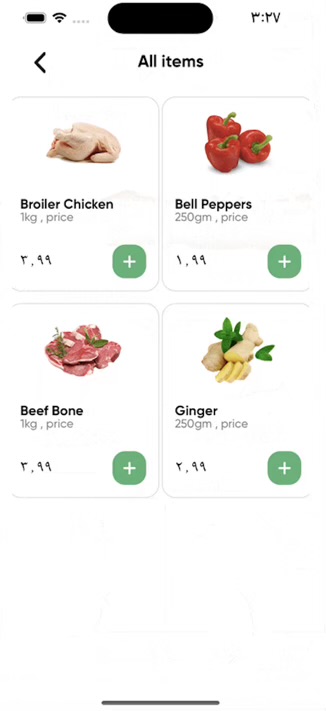 ٣:٢٧
All items
Broiler Chicken
1kg , price
٣,٩٩
Bell Peppers
250gm , price
١,٩٩
Beef Bone
1kg , price
٣,٩٩
Ginger
250gm , price
٢,٩٩